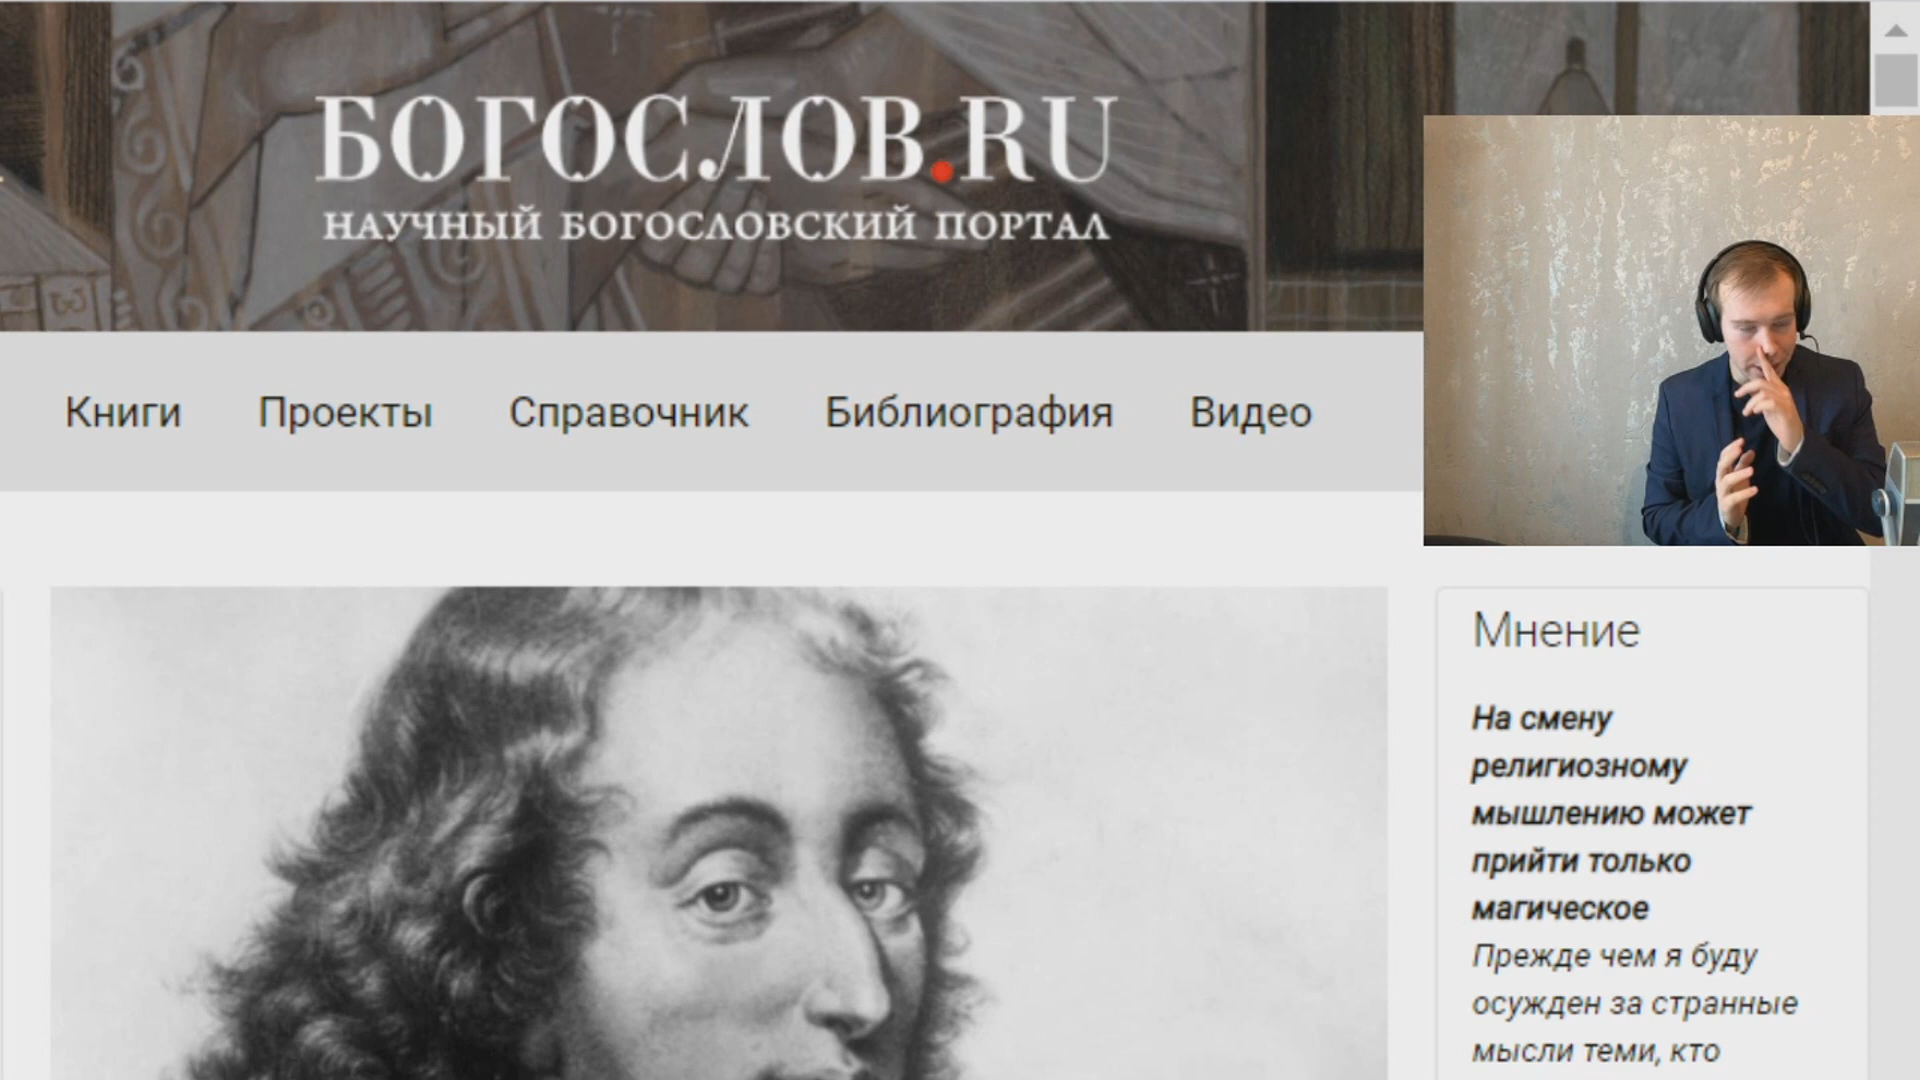 БОГОСЛОВ.RU
НАУЧНЫЙ БОГОСЛОВСКИЙ ПОРТАЛ
Книги Проекты Справочник Библиография Видео
Мнение
На смену
религиозному
мышлению может
прийти только
магическое
Прежде чем я буду
осужден за странные
мысли теми, кто